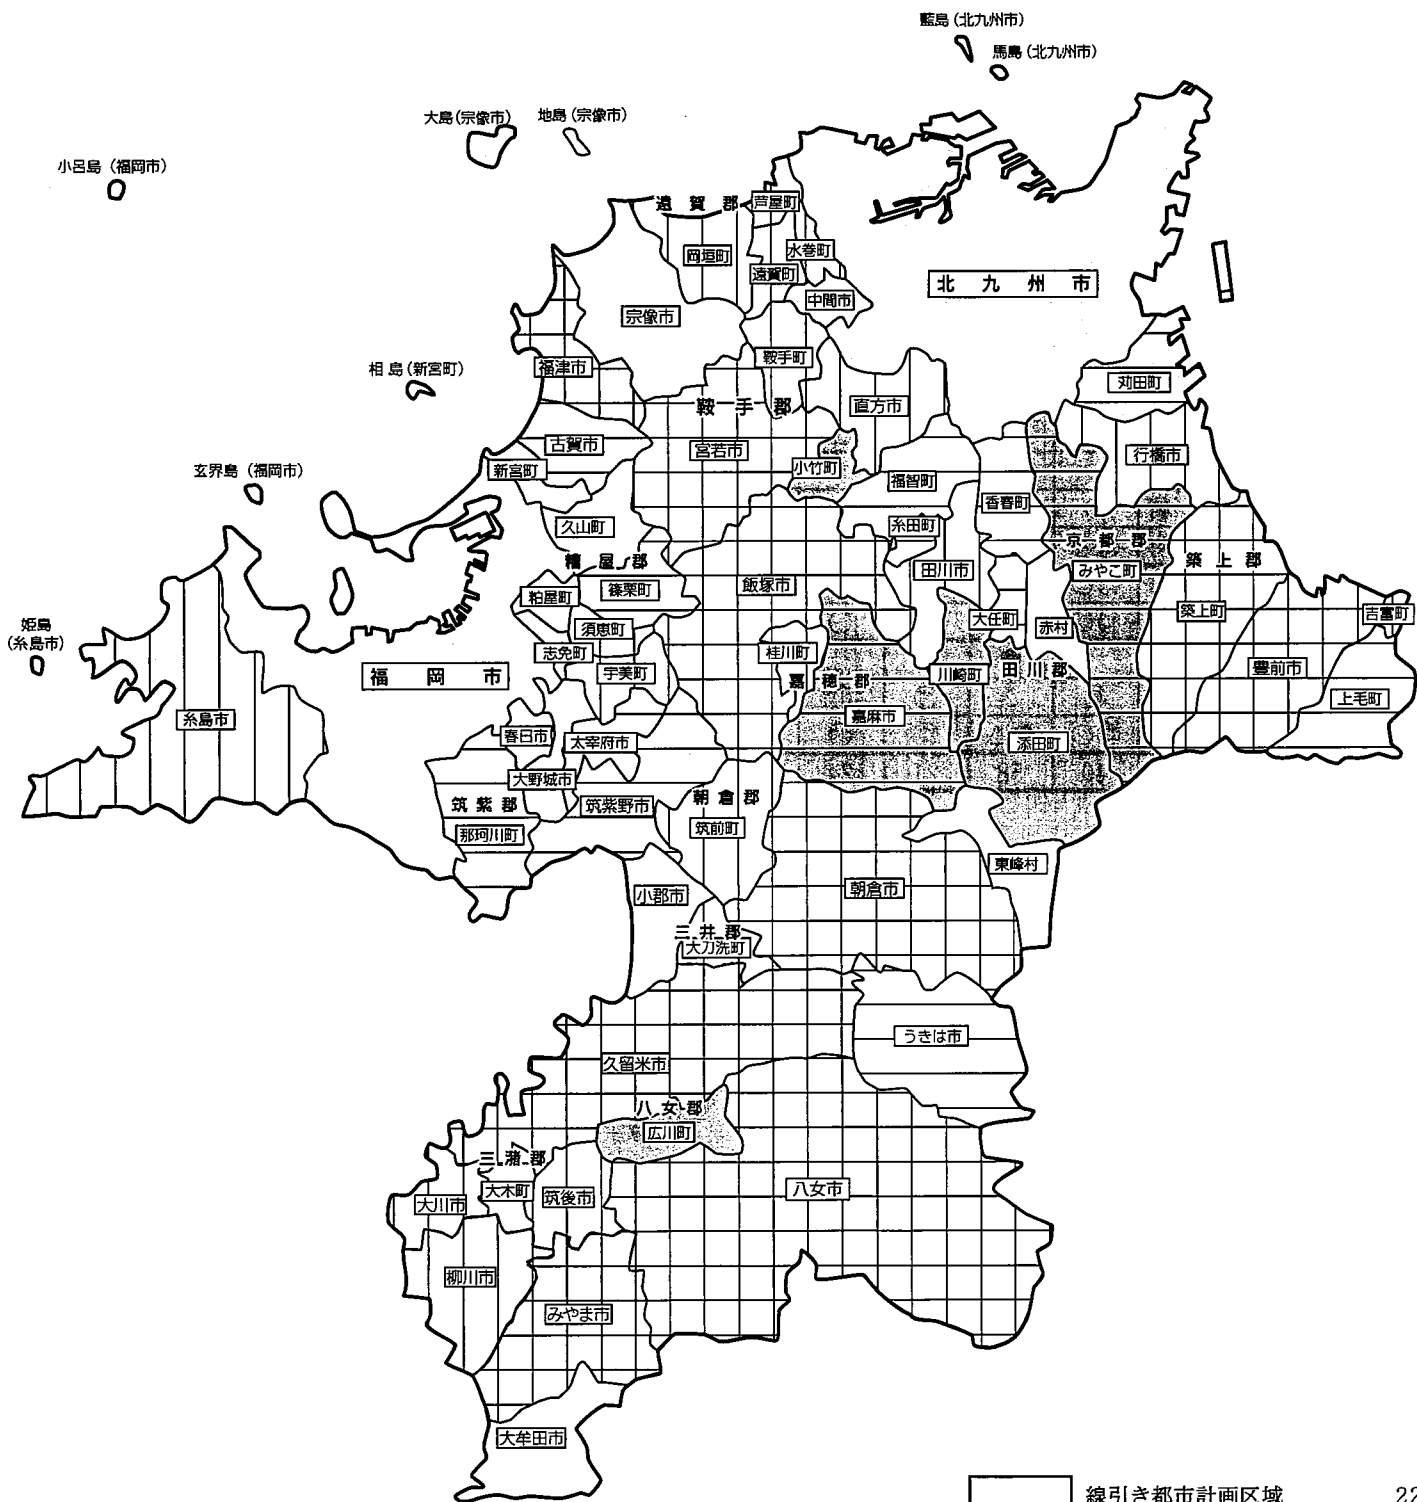 藍島(北九州市)
馬島(北九州市)
大島(宗像市)
地島(宗像市)
小呂島(福岡市)
遠賀郡
芦屋町
岡垣町
水巻町
遠賀町
北九州市
中間市
宗像市
鞍手町
福津市
相島(新宮町)
苅田町
鞍手郡
直方市
古賀市
宮若市
行橋市
新宮町
小竹町
玄界島(福岡市)
福智町
香春町
久山町
糸田町
京都郡
糟屋郡
築上郡
田川市
みやこ町
飯塚市
篠栗町
粕屋町
築上町
吉富町
大任町
赤村
須恵町
姫島
(糸島市)
志免町
桂川町
宇美町
福岡市
嘉穂郡
川崎町
田川郡
豊前市
上毛町
糸島市
嘉麻市
春日市
太宰府市
添田町
大野城市
筑紫郡
筑紫野市
朝倉郡
那珂川町
筑前町
東峰村
小郡市
朝倉市
三井郡
大刀洗町
うきは市
久留米市
八女郡
広川町
三潴郡
大木町
八女市
大川市
筑後市
柳川市
みやま市
大牟田市
線引き都市計画区域 22